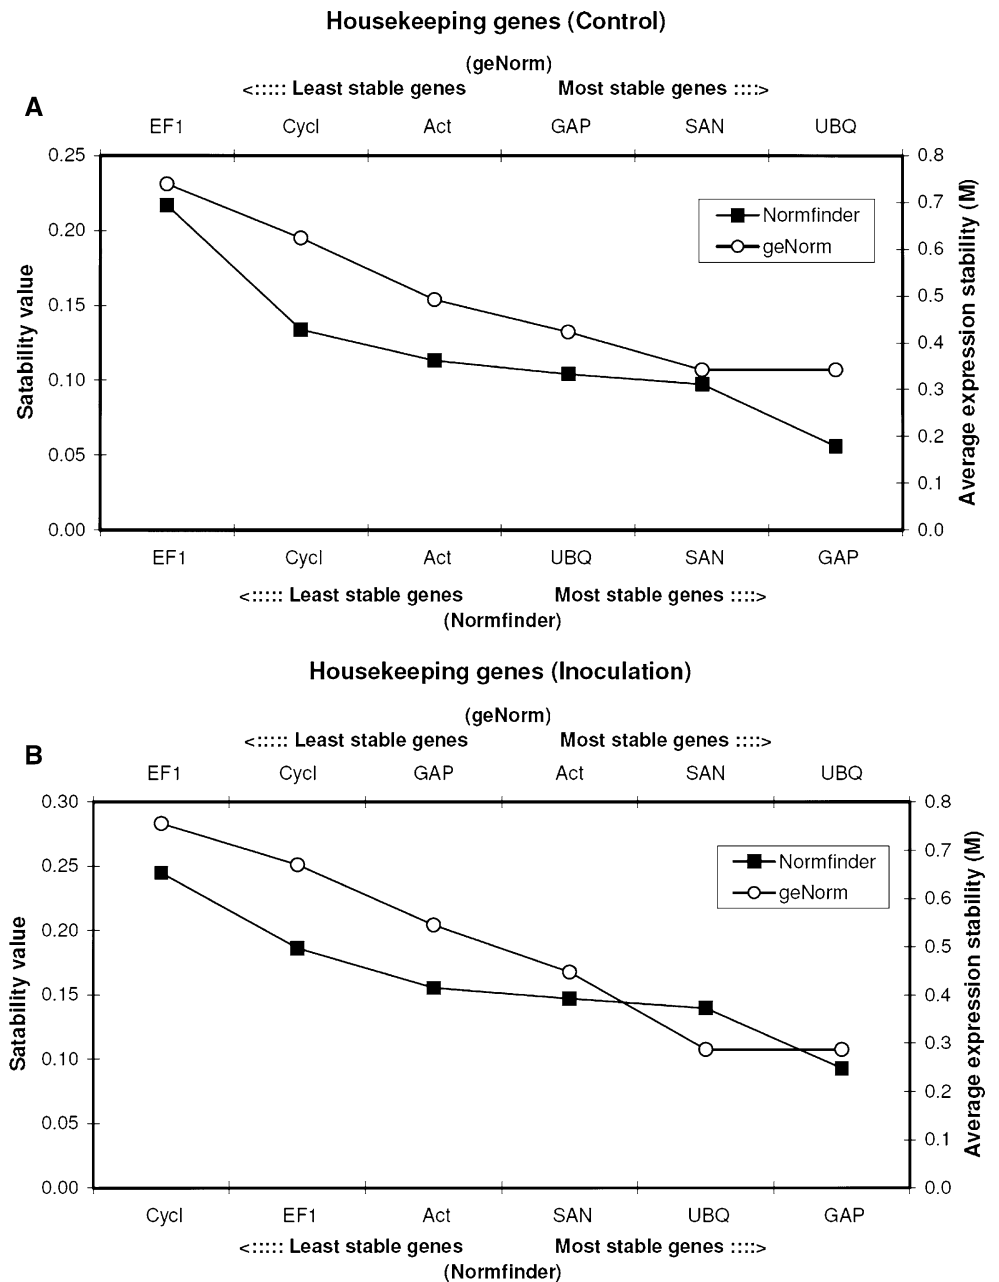 Housekeeping genes (Control)
(geNorm)
<::::: Least stable genes Most stable genes ::::>
A
EF1 Cycl Act GAP SAN UBQ
0.25 0.8
0.7
0.20
0.6
0.15 0.5
0.4
0.10
0.3
0.2
0.05
0.1
0.00 0.0
Satability value
Average expression stability (M)
Normfinder
geNorm
EF1 Cycl Act UBQ SAN GAP
<::::: Least stable genes Most stable genes ::::>
(Normfinder)
Housekeeping genes (Inoculation)
(geNorm)
<::::: Least stable genes Most stable genes ::::>
B
EF1 Cycl GAP Act SAN UBQ
0.30 0.8
0.7
0.25
0.6
0.20
0.5
0.15 0.4
0.3
0.10
0.2
0.05
0.1
0.00 0.0
Satability value
Average expression stability (M)
Normfinder
geNorm
Cycl EF1 Act SAN UBQ GAP
<::::: Least stable genes Most stable genes ::::>
(Normfinder)